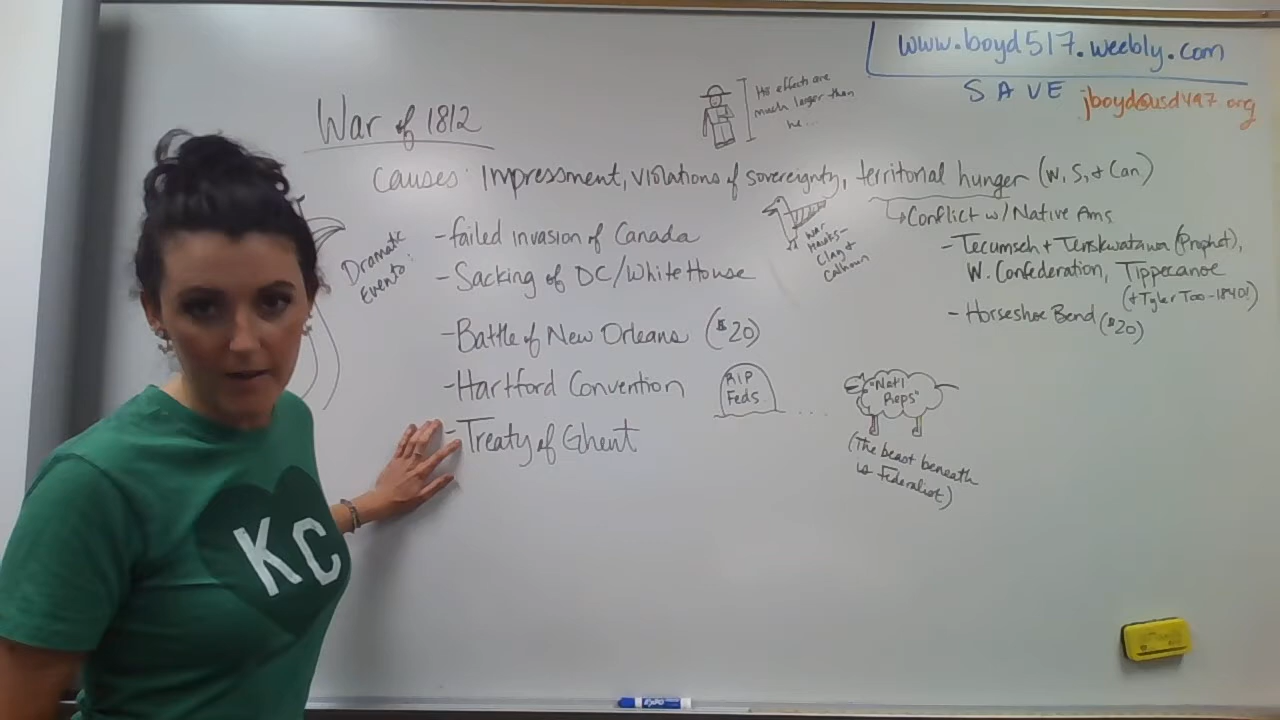 www.boyd517.weebly.com
SAVE
jboyd@usd497.org
His effects are
much larger than
he...
War of 1812
Causes: Impressment, violations of sovereignty, territorial hunger (W, S, + Can)
Conflict w/ Native Ams
- Tecumseh + Tenskwatawa (Prophet),
W. Confederation, Tippecanoe
(+ Tyler Too - 1840!)
- Horseshoe Bend ($20)
War
Hawks -
Clay +
Calhoun
Dramatic
Events:
- failed invasion of Canada
- Sacking of DC/White House
- Battle of New Orleans ($20)
- Hartford Convention
RIP
Feds
...
"Nat'l
Reps"
(The beast beneath
is Federalist)
- Treaty of Ghent
KC
EXPO